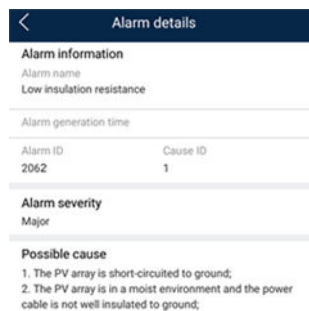 Alarm details
Alarm information
Alarm name
Low insulation resistance
Alarm generation time
Alarm ID Cause ID
2062 1
Alarm severity
Major
Possible cause
1. The PV array is short-circuited to ground;
2. The PV array is in a moist environment and the power
cable is not well insulated to ground;